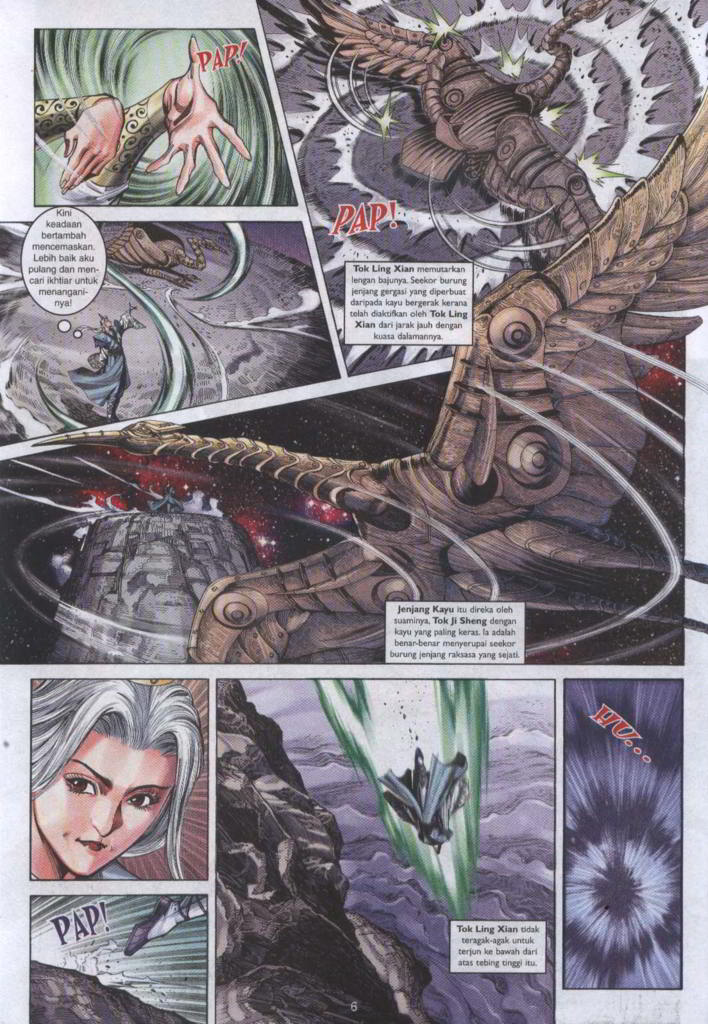 PAP!
PAP!
Kini
keadaan
bertambah
mencemaskan.
Lebih baik aku
pulang dan men-
cari ikhtiar untuk
menangani-
nya!
Tok Ling Xian memutarkan
lengan bajunya. Seekor burung
jenjang gergasi yang diperbuat
daripada kayu bergerak kerana
telah diaktifkan oleh Tok Ling
Xian dari jarak jauh dengan
kuasa dalamannya.
Jenjang Kayu itu direka oleh
suaminya, Tok Ji Sheng dengan
kayu yang paling keras. Ia adalah
benar-benar menyerupai seekor
burung jenjang raksasa yang sejati.
PAP!
Tok Ling Xian tidak
teragak-agak untuk
terjun ke bawah dari
atas tebing tinggi itu.
HU...
6